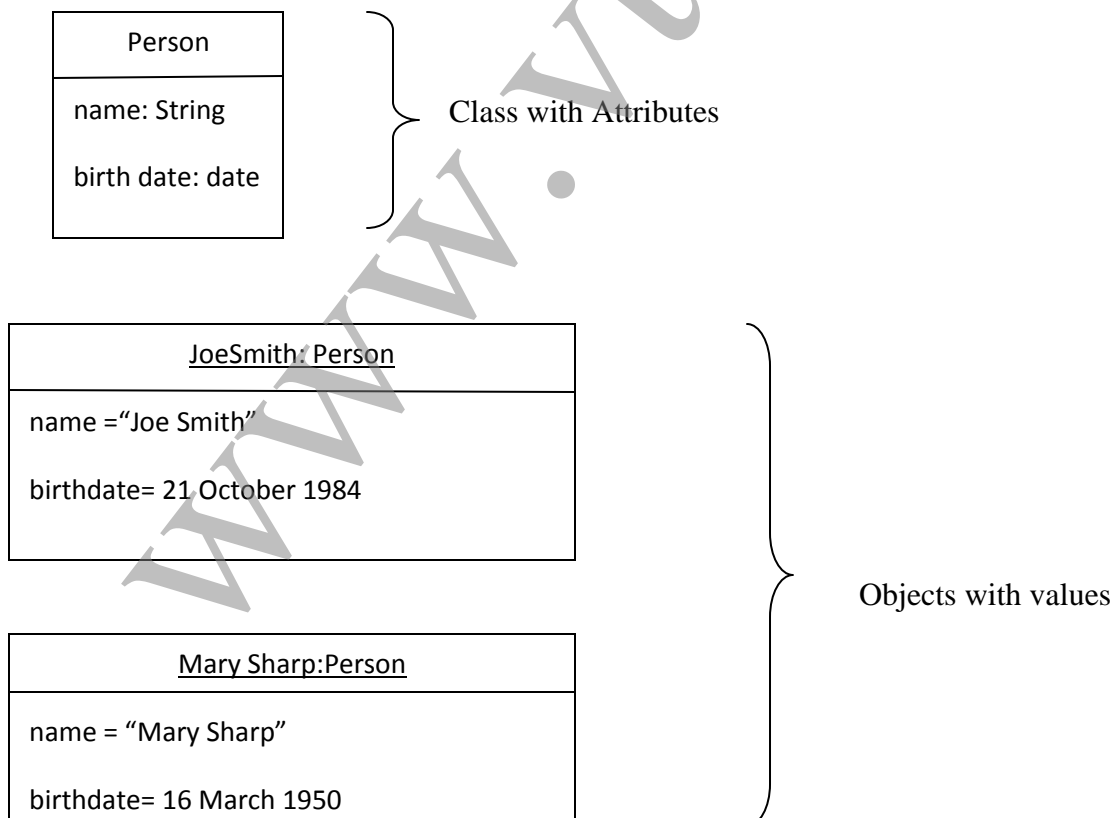 Person
name: String
birth date: date
Class with Attributes
JoeSmith: Person
name =“Joe Smith”
birthdate= 21 October 1984
Objects with values
Mary Sharp:Person
name = “Mary Sharp”
birthdate= 16 March 1950
www.